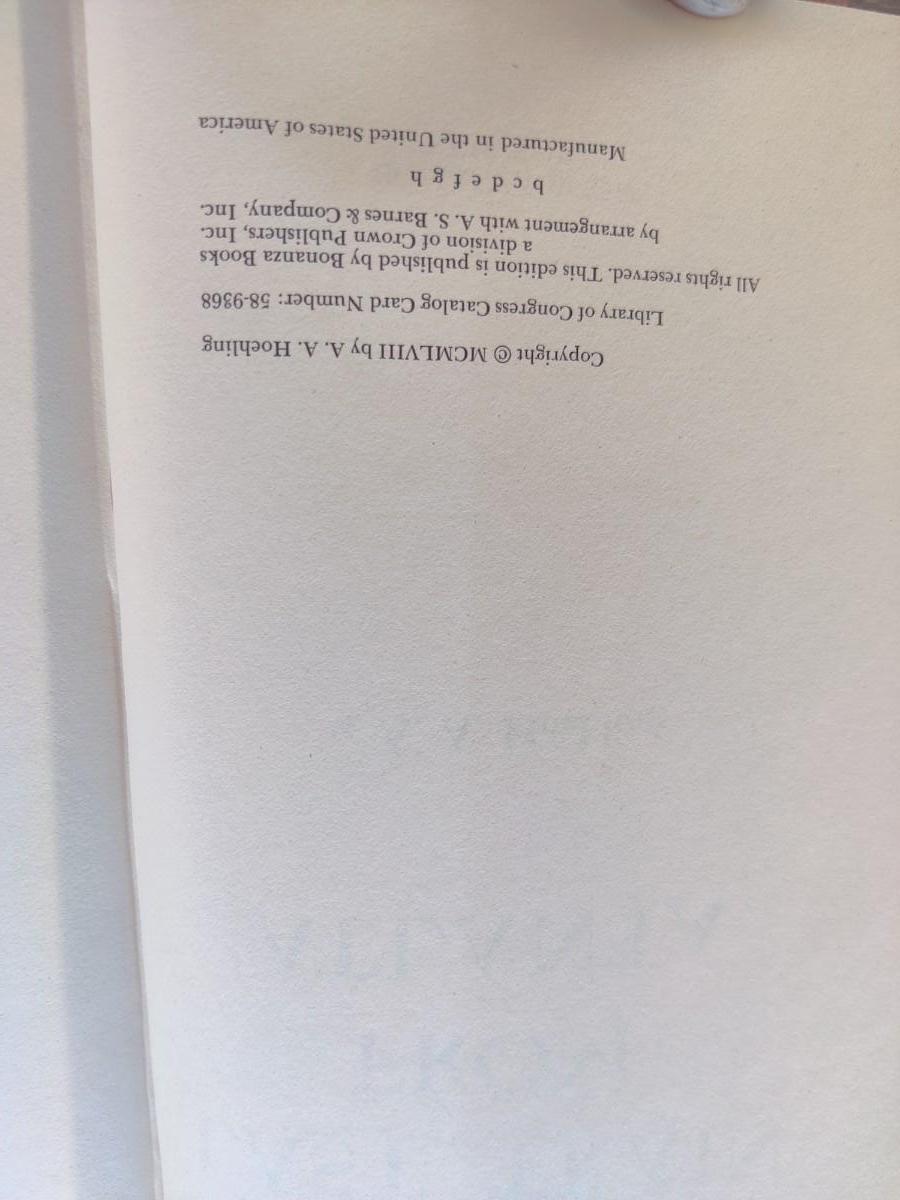 Copyright © MCMLVIII by A. A. Hoehling
Library of Congress Catalog Card Number: 58-9368
All rights reserved. This edition is published by Bonanza Books
a division of Crown Publishers, Inc.
by arrangement with A. S. Barnes & Company, Inc.
b c d e f g h
Manufactured in the United States of America